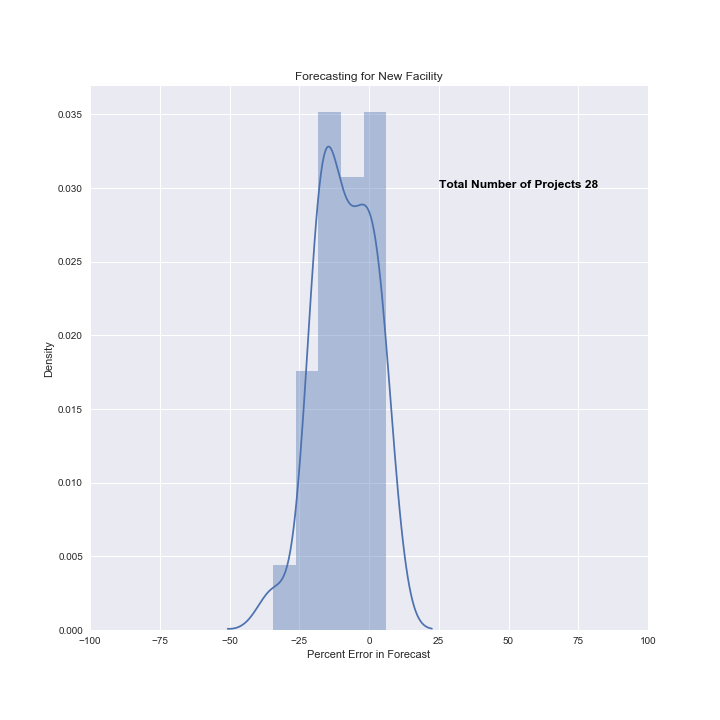 Forecasting for New Facility
0.035
Total Number of Projects 28
0.030
0.025
0.020
Density
0.015
0.010
0.005
0.000
−100 −75 −50 −25 0 25 50 75 100
Percent Error in Forecast